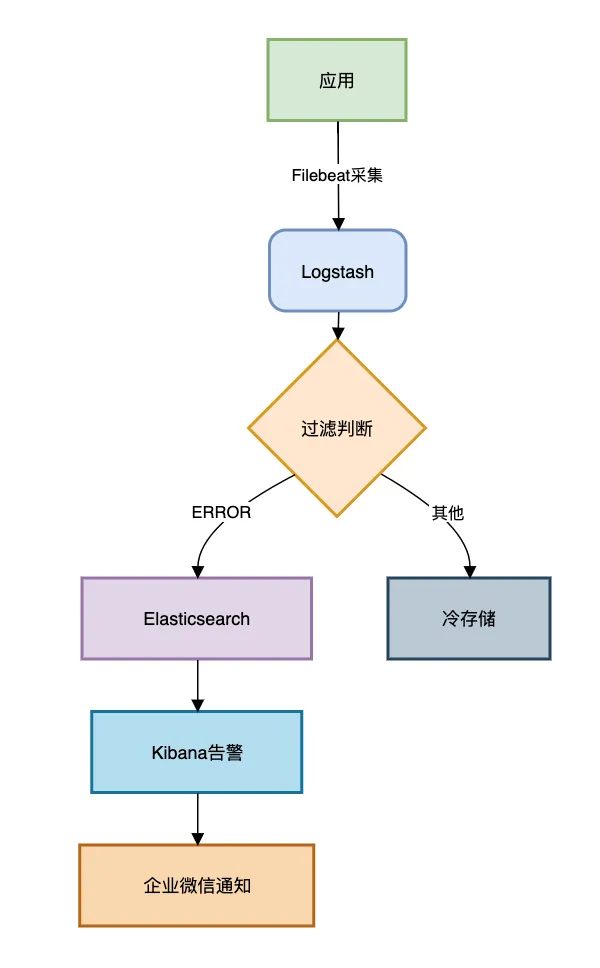 应用
Filebeat采集
Logstash
过滤判断
ERROR
其他
Elasticsearch
冷存储
Kibana告警
企业微信通知